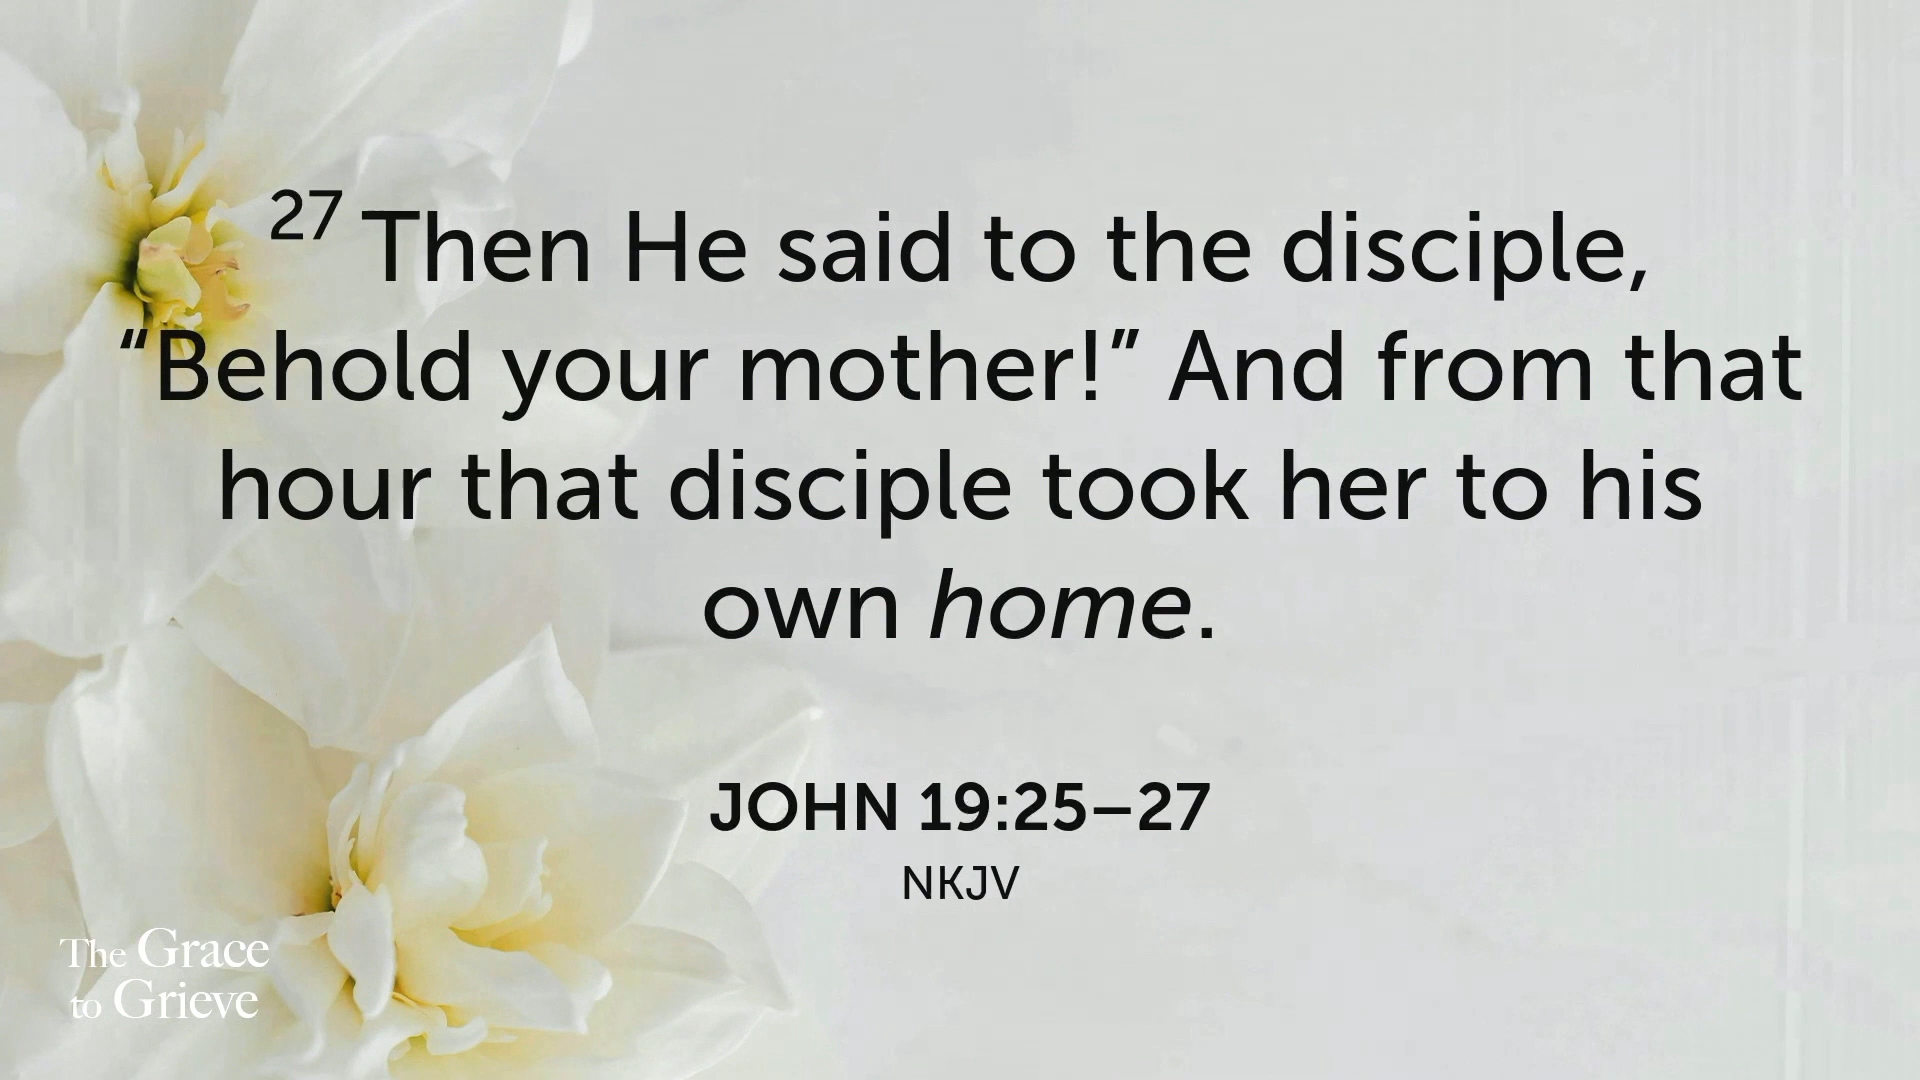 27 Then He said to the disciple,
“Behold your mother!” And from that
hour that disciple took her to his
own home.
JOHN 19:25–27
NKJV
The Grace
to Grieve